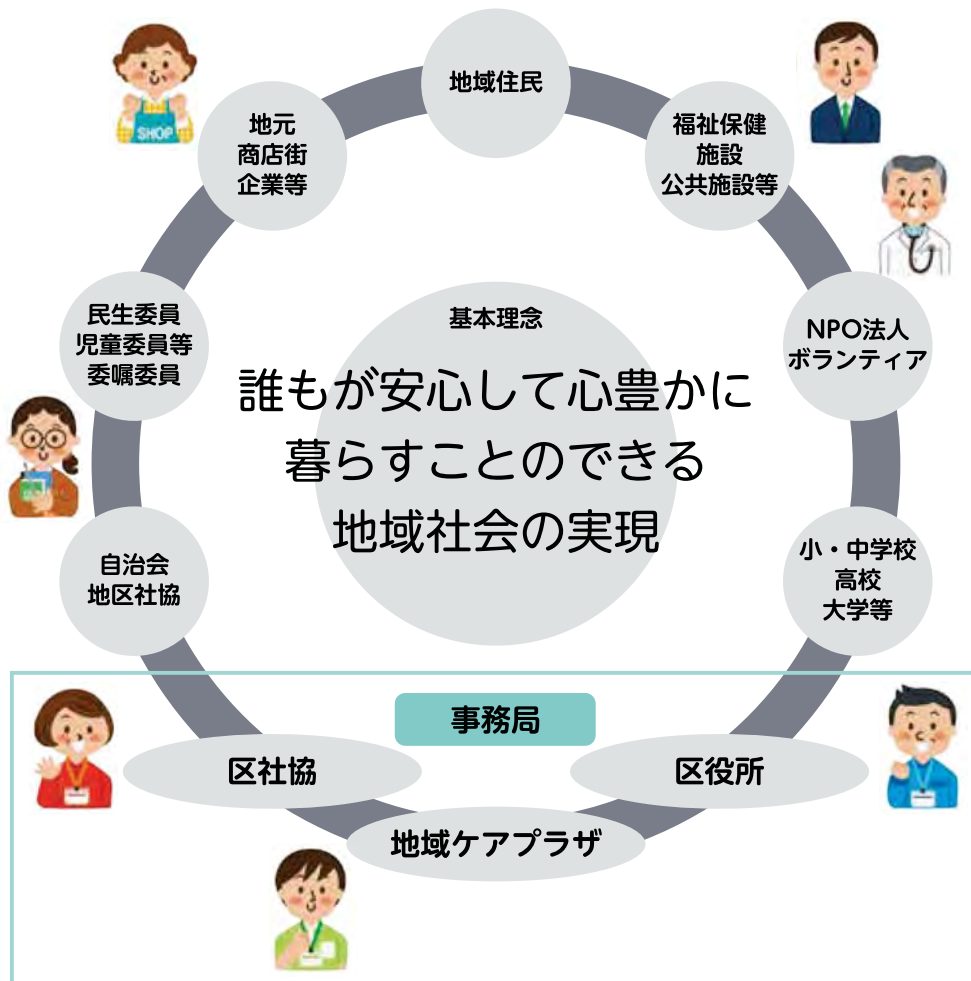 地域住民
地元
商店街
企業等
福祉保健
施設
公共施設等
SHOP
民生委員
児童委員等
委嘱委員
NPO法人
ボランティア
基本理念
誰もが安心して心豊かに
暮らすことのできる
地域社会の実現
自治会
地区社協
小・中学校
高校
大学等
事務局
区社協
区役所
地域ケアプラザ